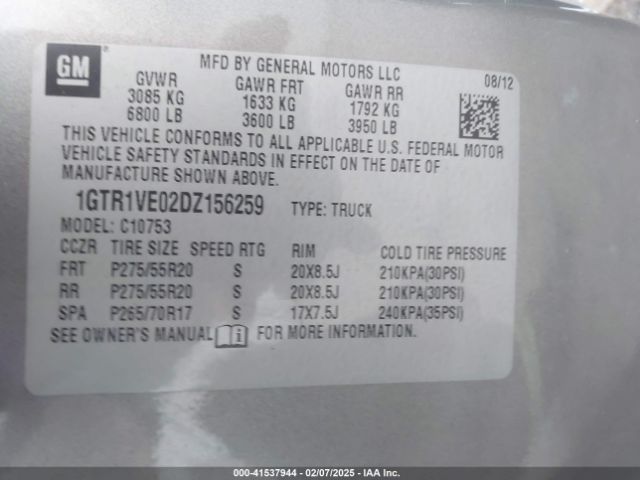 GM
MFD BY GENERAL MOTORS LLC
08/12
GVWR GAWR FRT GAWR RR
3085 KG 1633 KG 1792 KG
6800 LB 3600 LB 3950 LB
THIS VEHICLE CONFORMS TO ALL APPLICABLE U.S. FEDERAL MOTOR
VEHICLE SAFETY STANDARDS IN EFFECT ON THE DATE OF
MANUFACTURE SHOWN ABOVE.
1GTR1VE02DZ156259 TYPE: TRUCK
MODEL: C10753
CCZR TIRE SIZE SPEED RTG RIM COLD TIRE PRESSURE
FRT P275/55R20 S 20X8.5J 210KPA(30PSI)
RR P275/55R20 S 20X8.5J 210KPA(30PSI)
SPA P265/70R17 S 17X7.5J 240KPA(35PSI)
SEE OWNER'S MANUAL i FOR MORE INFORMATION.
000-41537944 - 02/07/2025 - IAA Inc.